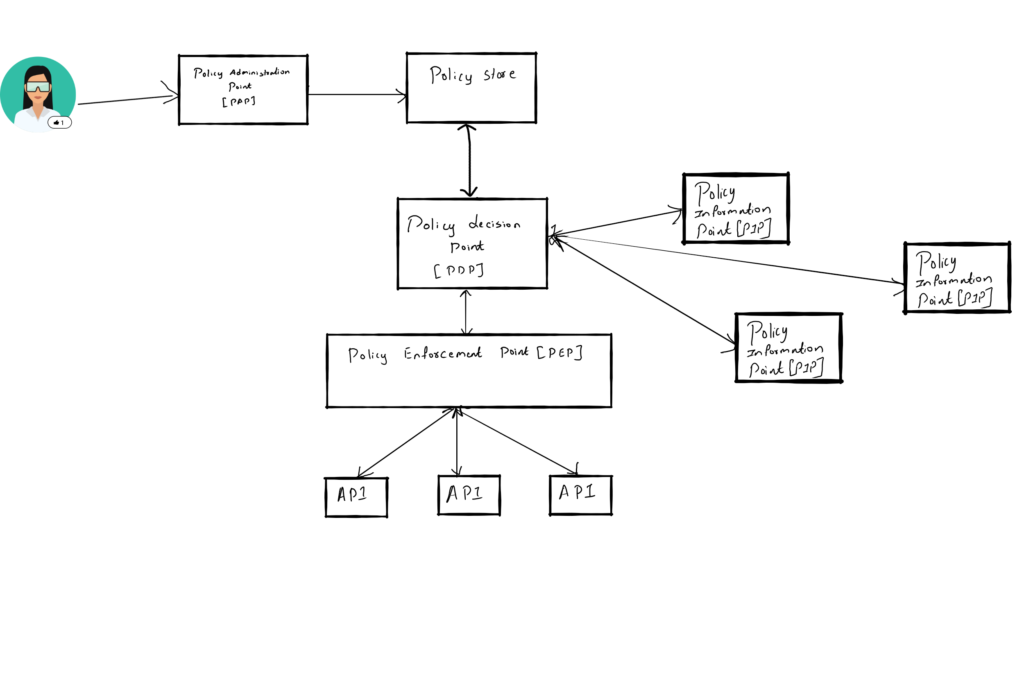 Policy Administration
Point
[PAP]
Policy store
1
Policy decision
Point
[PDP]
Policy
Information
Point [PIP]
Policy
Information
Point [PIP]
Policy
Information
Point [PIP]
Policy Enforcement Point [PEP]
API
API
API